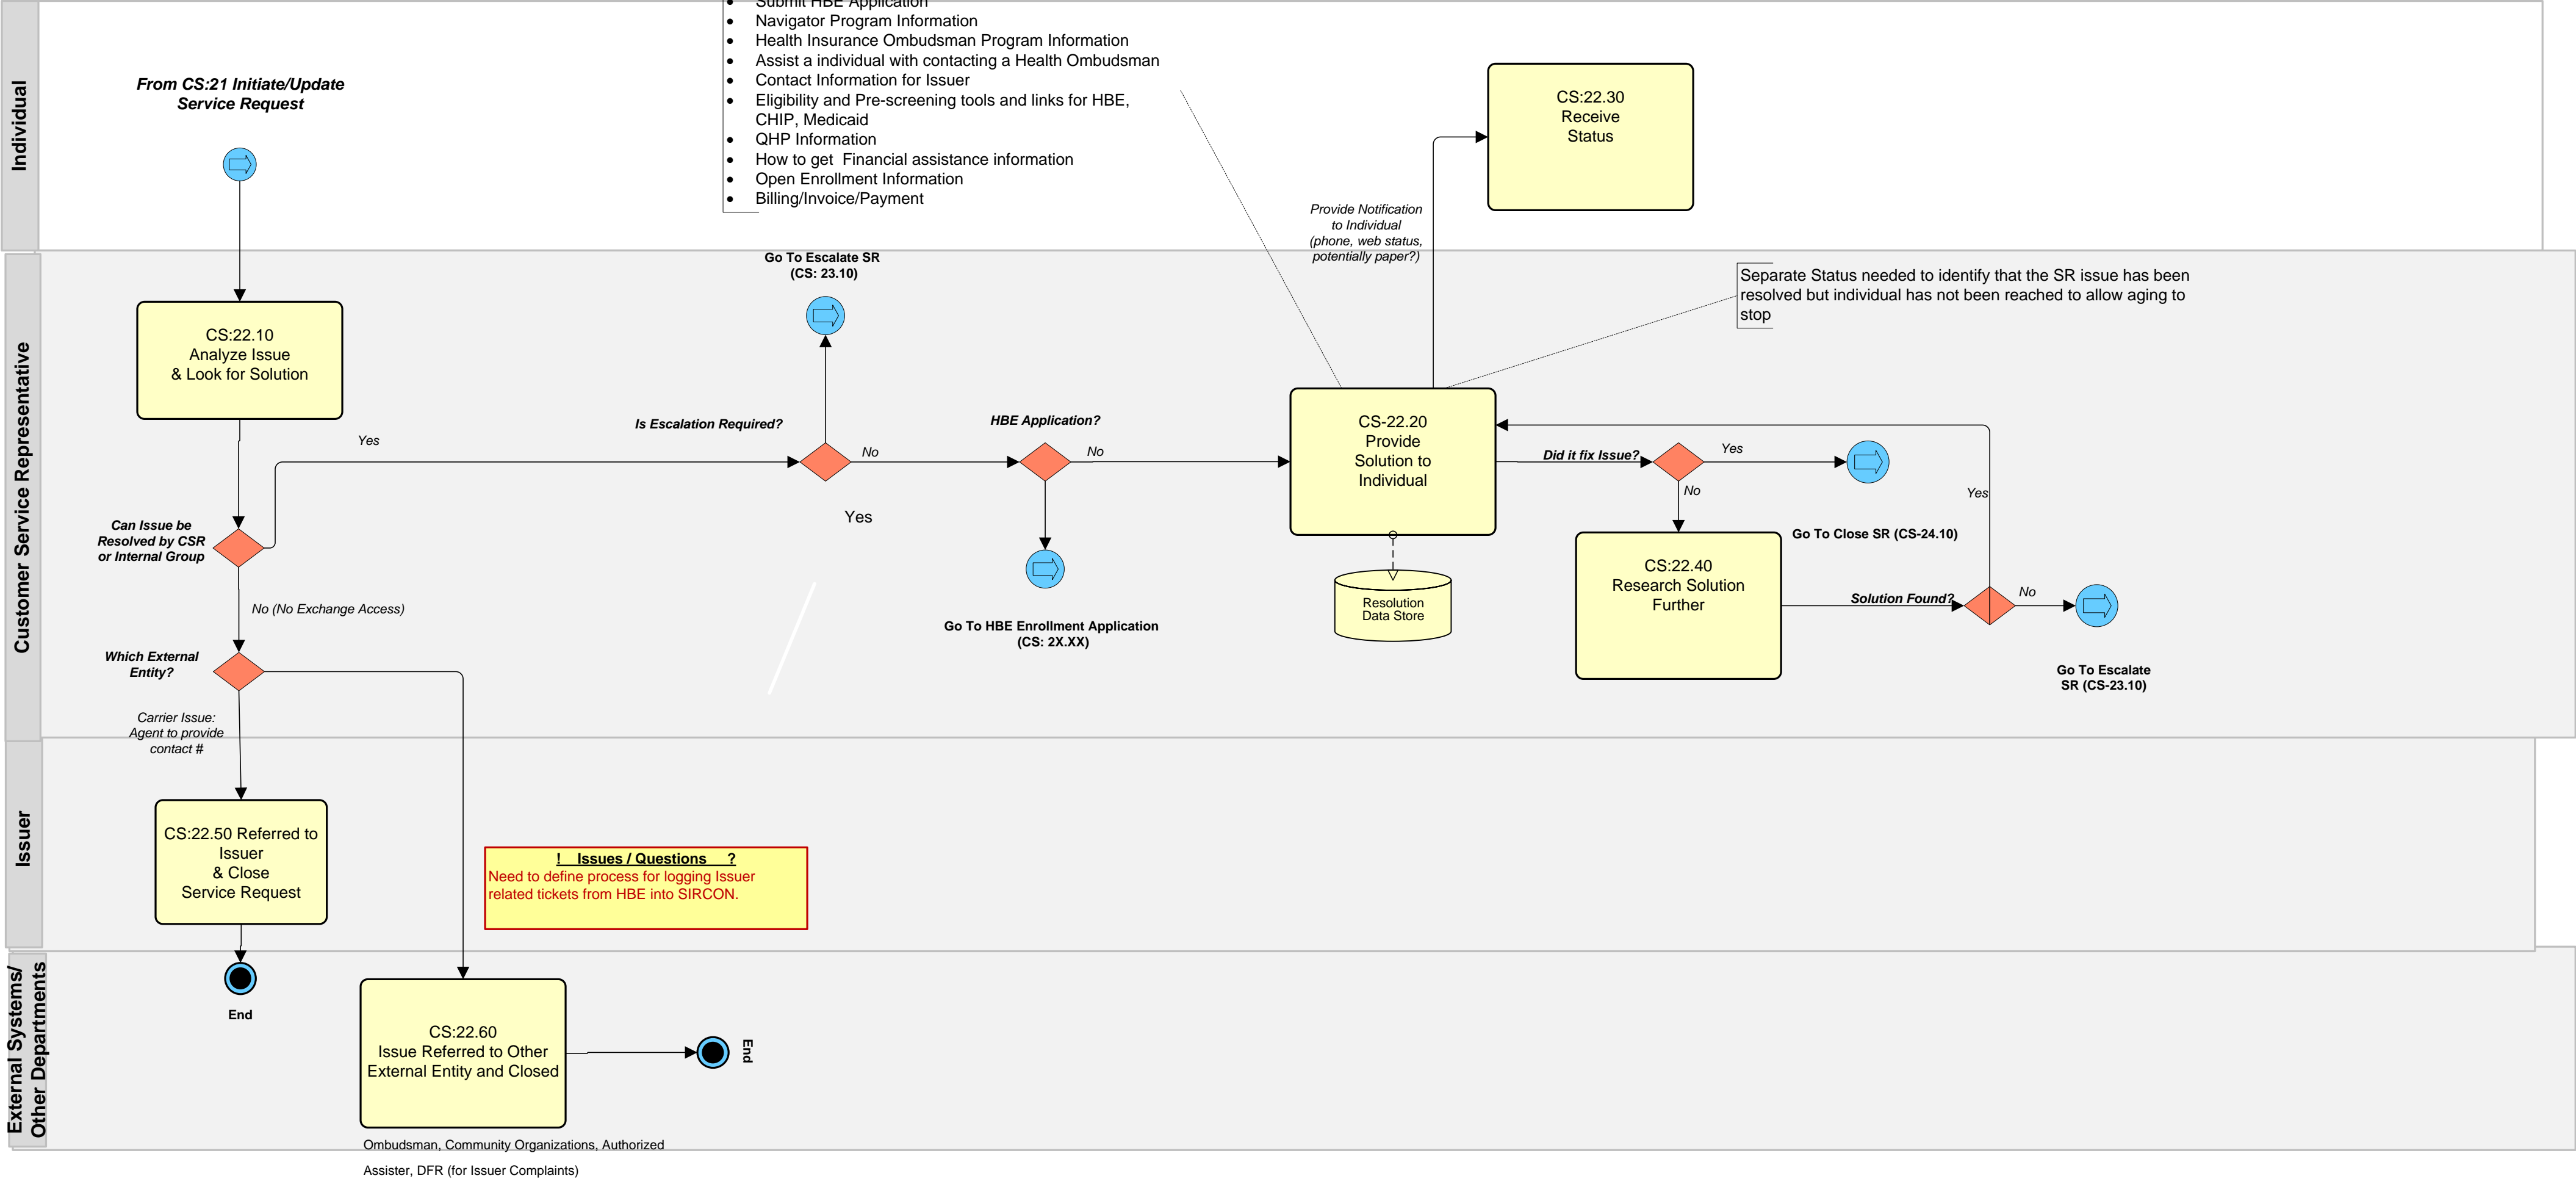 Submit HBE Application
Navigator Program Information
Health Insurance Ombudsman Program Information
Assist a individual with contacting a Health Ombudsman
Contact Information for Issuer
Eligibility and Pre-screening tools and links for HBE,
CHIP, Medicaid
QHP Information
How to get  Financial assistance information
Open Enrollment Information
Billing/Invoice/Payment
Individual
From CS:21 Initiate/Update
Service Request
CS:22.30
Receive
Status
Provide Notification
to Individual
(phone, web status,
potentially paper?)
Customer Service Representative
Go To Escalate SR
(CS: 23.10)
Separate Status needed to identify that the SR issue has been
resolved but individual has not been reached to allow aging to
stop
CS:22.10
Analyze Issue
& Look for Solution
Yes
Is Escalation Required?
No
HBE Application?
No
CS-22.20
Provide
Solution to
Individual
Did it fix Issue?
Yes
No
Yes
Yes
Can Issue be
Resolved by CSR
or Internal Group
Go To Close SR (CS-24.10)
CS:22.40
Research Solution
Further
Solution Found?
No
No (No Exchange Access)
Resolution
Data Store
Go To HBE Enrollment Application
(CS: 2X.XX)
Which External
Entity?
Go To Escalate
SR (CS-23.10)
Carrier Issue:
Agent to provide
contact #
Issuer
CS:22.50 Referred to
Issuer
& Close
Service Request
! Issues / Questions ?
Need to define process for logging Issuer
related tickets from HBE into SIRCON.
External Systems/
Other Departments
End
CS:22.60
Issue Referred to Other
External Entity and Closed
End
Ombudsman, Community Organizations, Authorized
Assister, DFR (for Issuer Complaints)